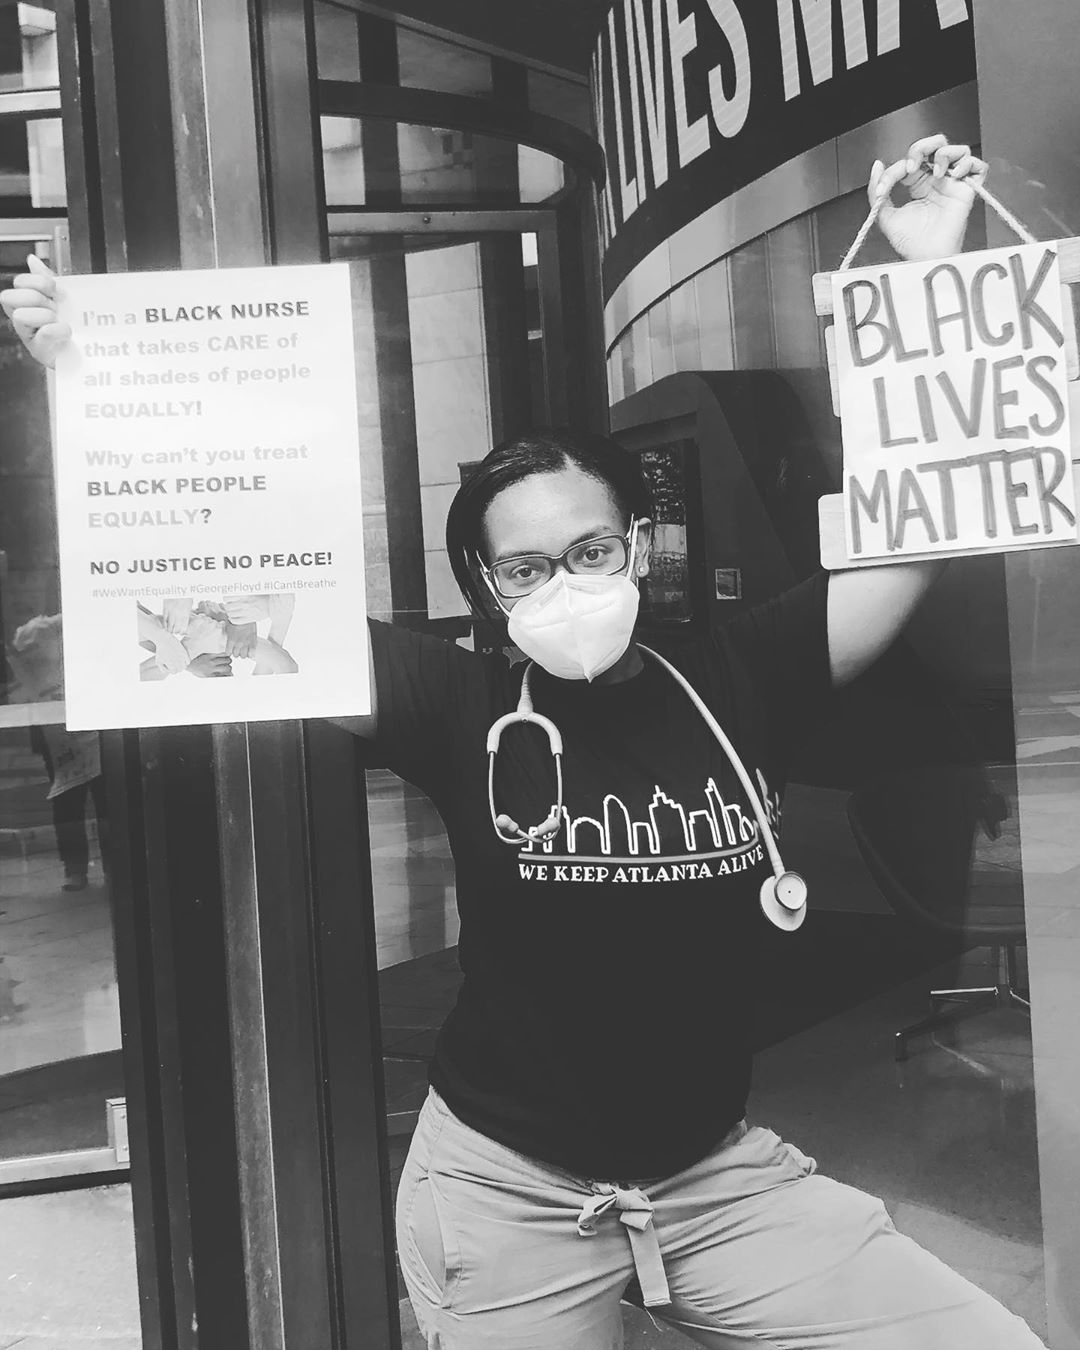 LIVES MA
I'm a BLACK NURSE
that takes CARE of
all shades of people
EQUALLY!
Why can't you treat
BLACK PEOPLE
EQUALLY?
NO JUSTICE NO PEACE!
#WeWantEquality #GeorgeFloyd #ICantBreathe
BLACK
LIVES
MATTER
WE KEEP ATLANTA ALIVE